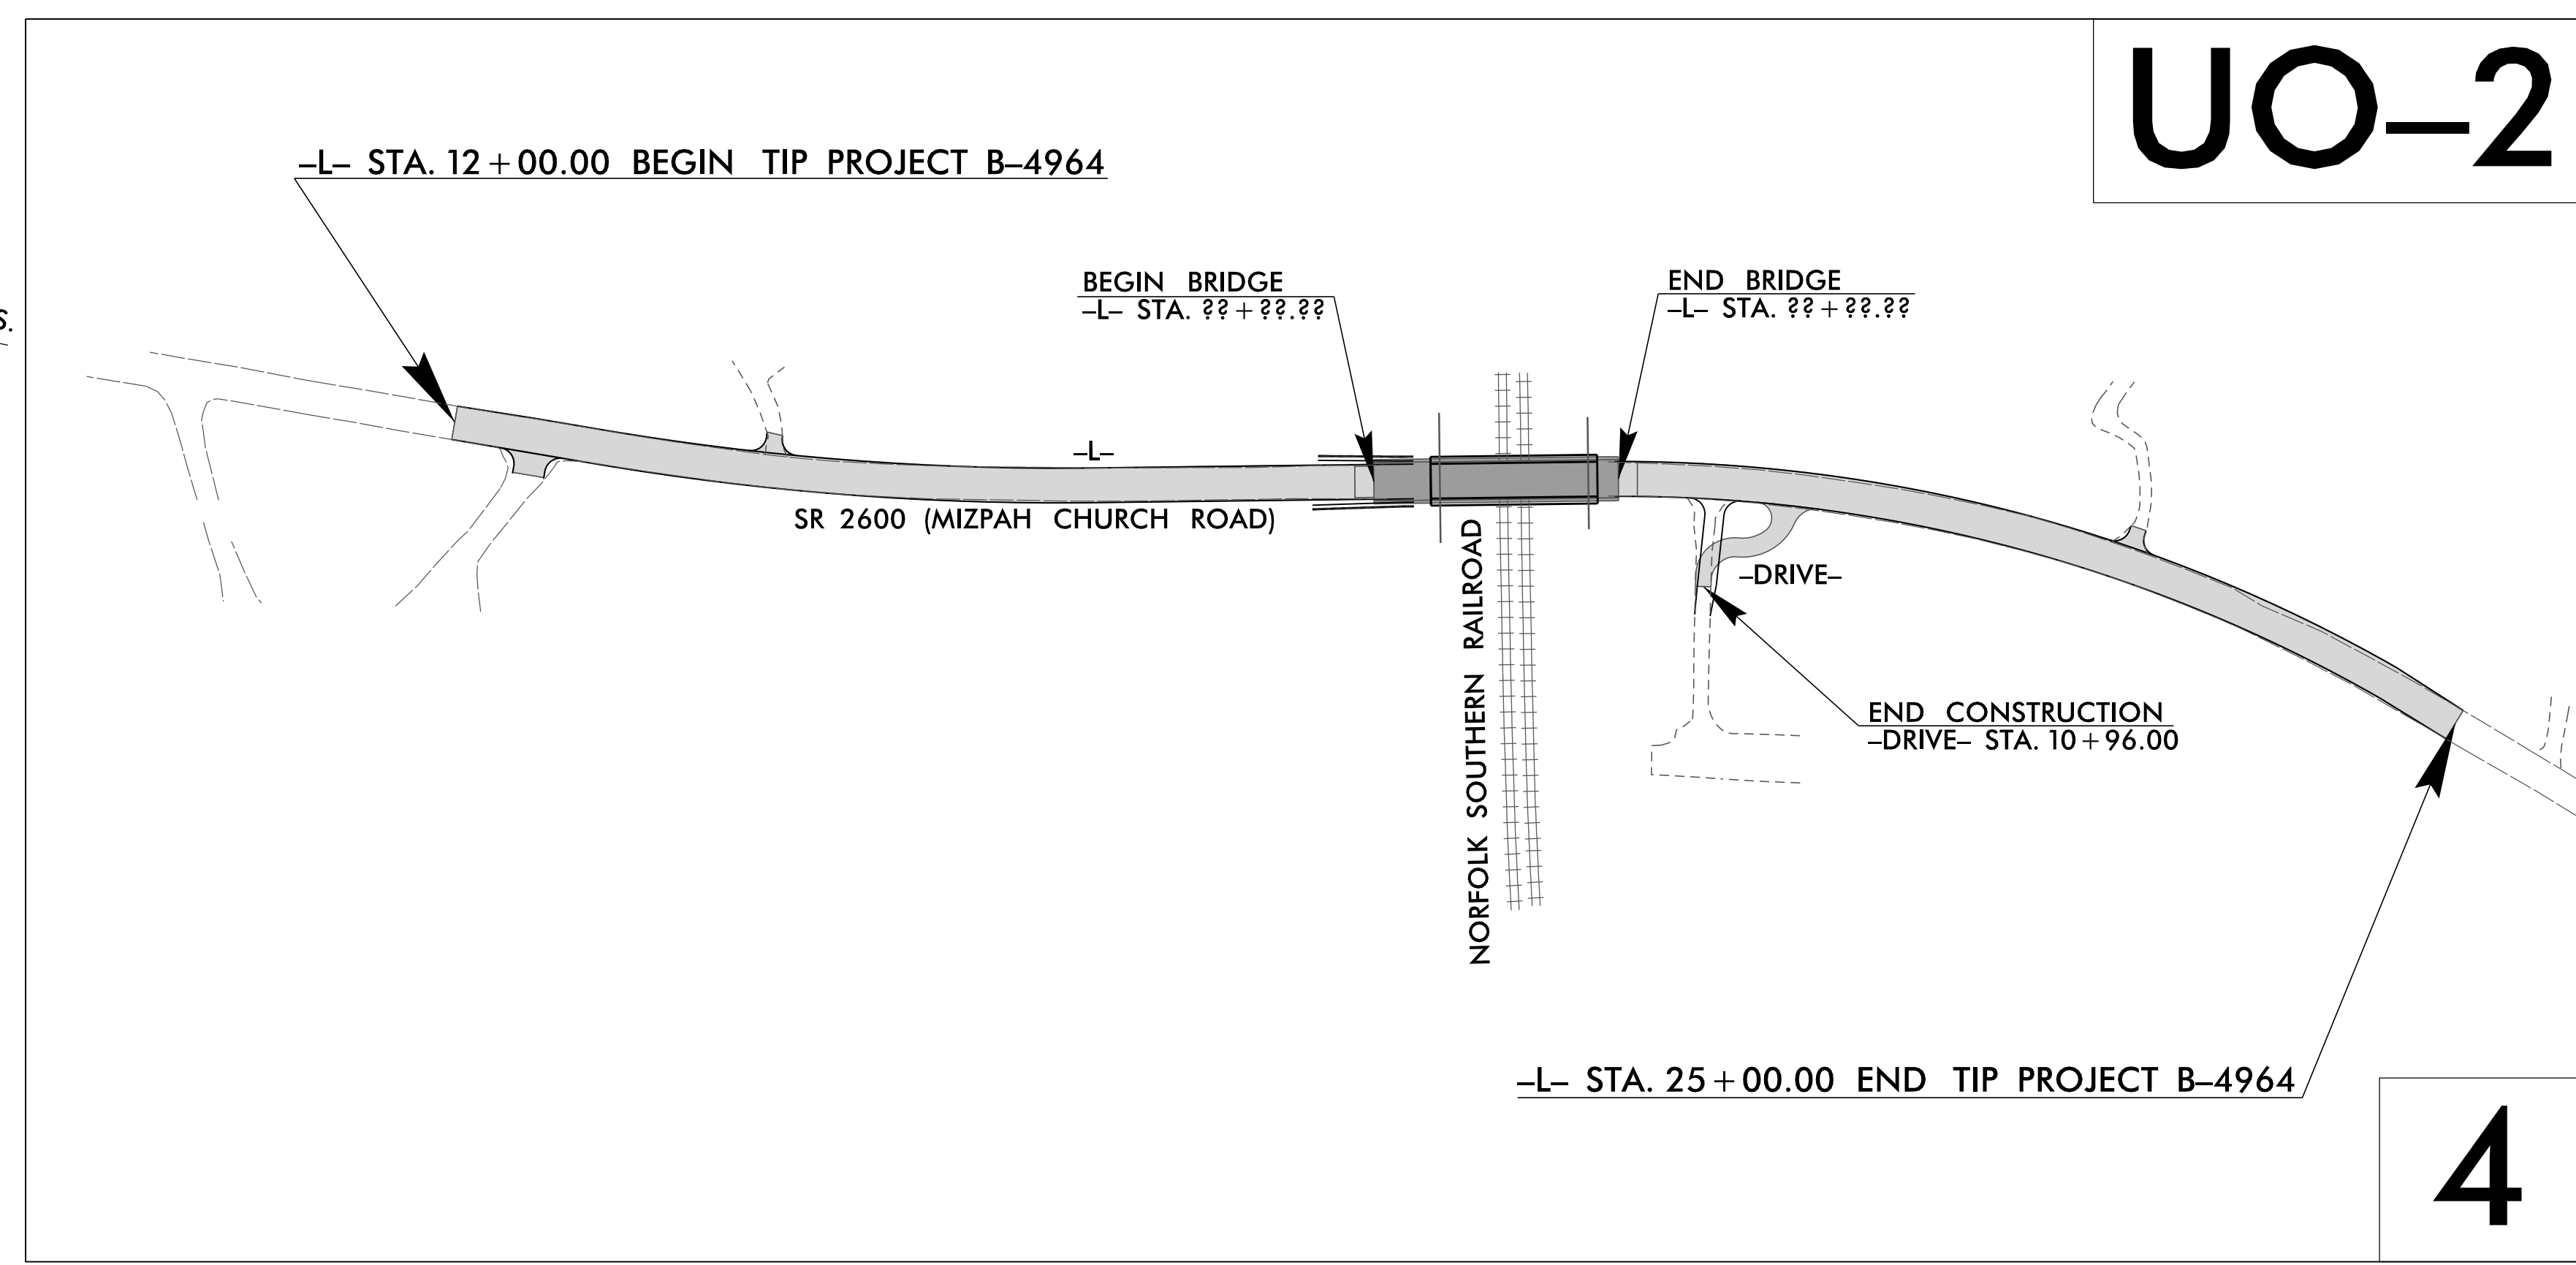 UO–2
–L– STA. 12+00.00 BEGIN TIP PROJECT B–4964
BEGIN BRIDGE
–L– STA. ??+??.??
END BRIDGE
–L– STA. ??+??.??
S.
–L–
SR 2600 (MIZPAH CHURCH ROAD)
NORFOLK SOUTHERN RAILROAD
–DRIVE–
END CONSTRUCTION
–DRIVE– STA. 10+96.00
–L– STA. 25+00.00 END TIP PROJECT B–4964
4